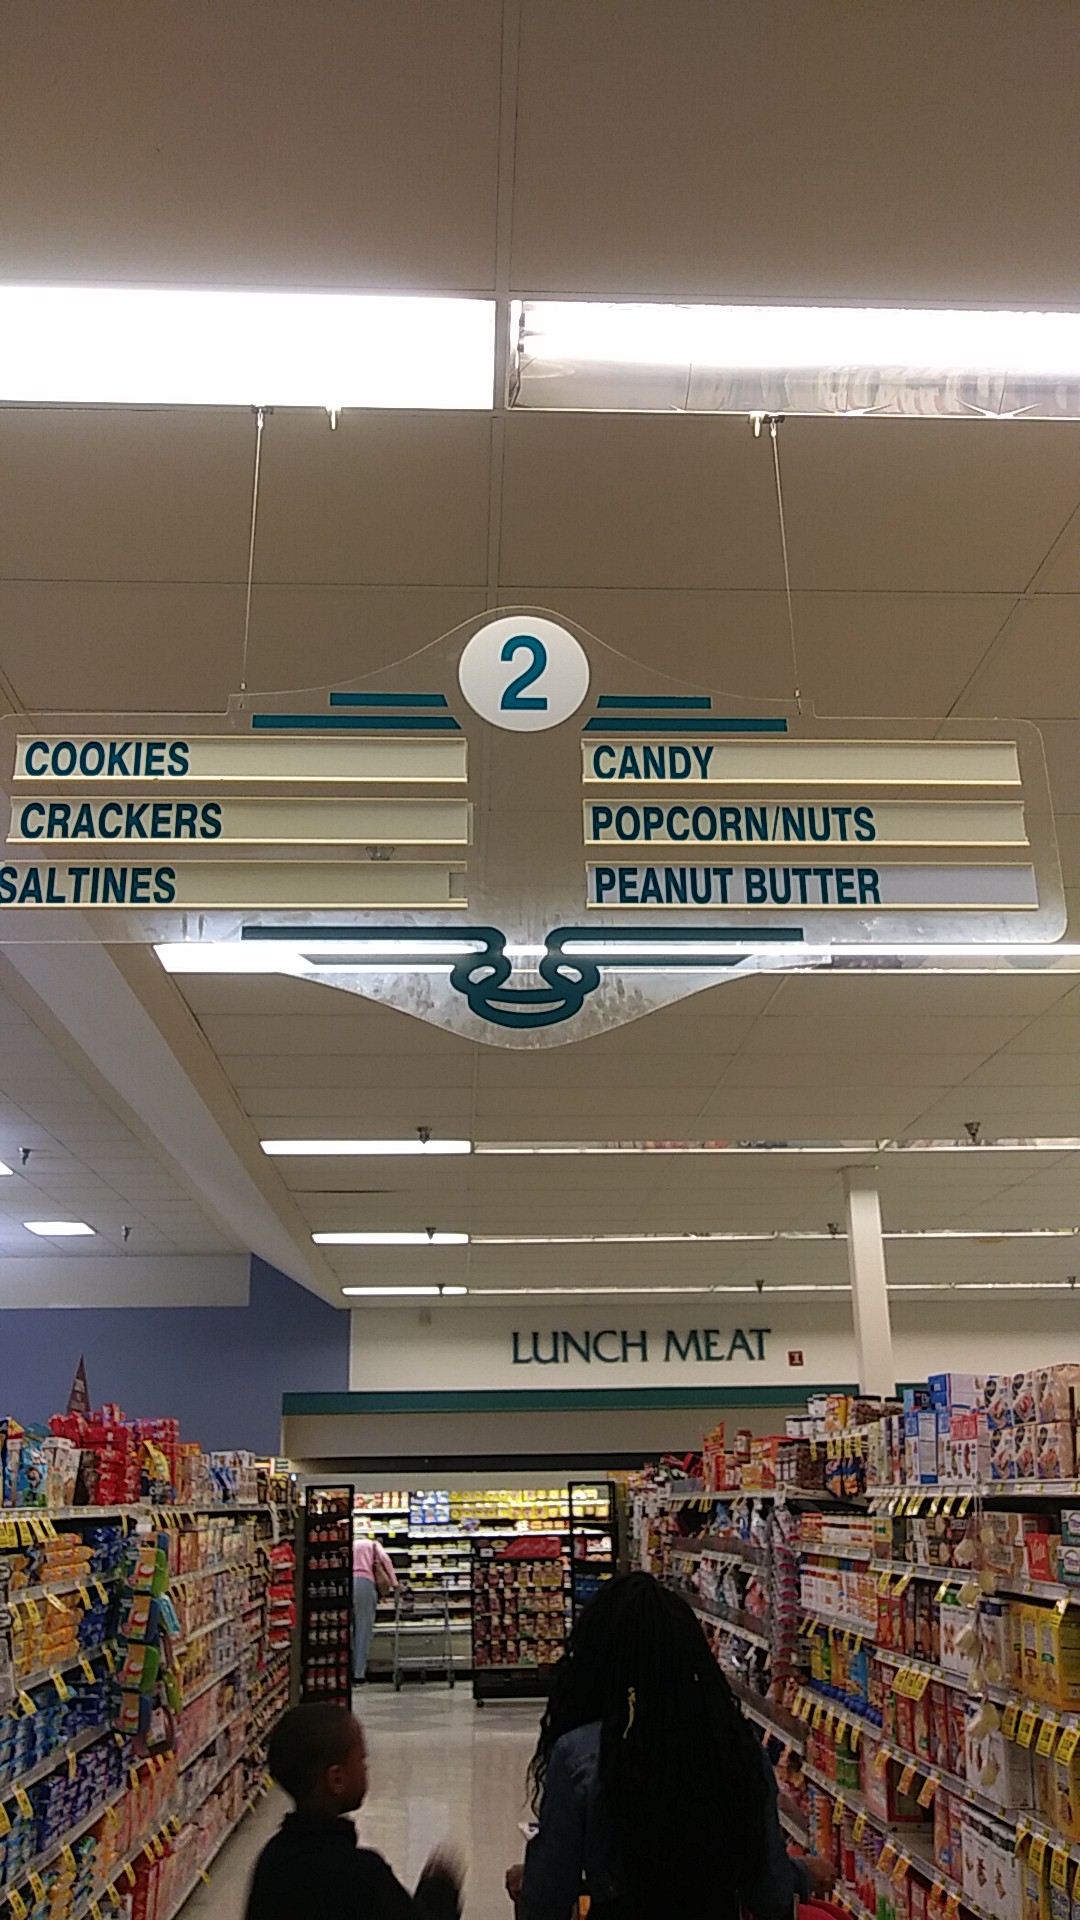 2
COOKIES
CRACKERS
SALTINES
CANDY
POPCORN/NUTS
PEANUT BUTTER
LUNCH MEAT